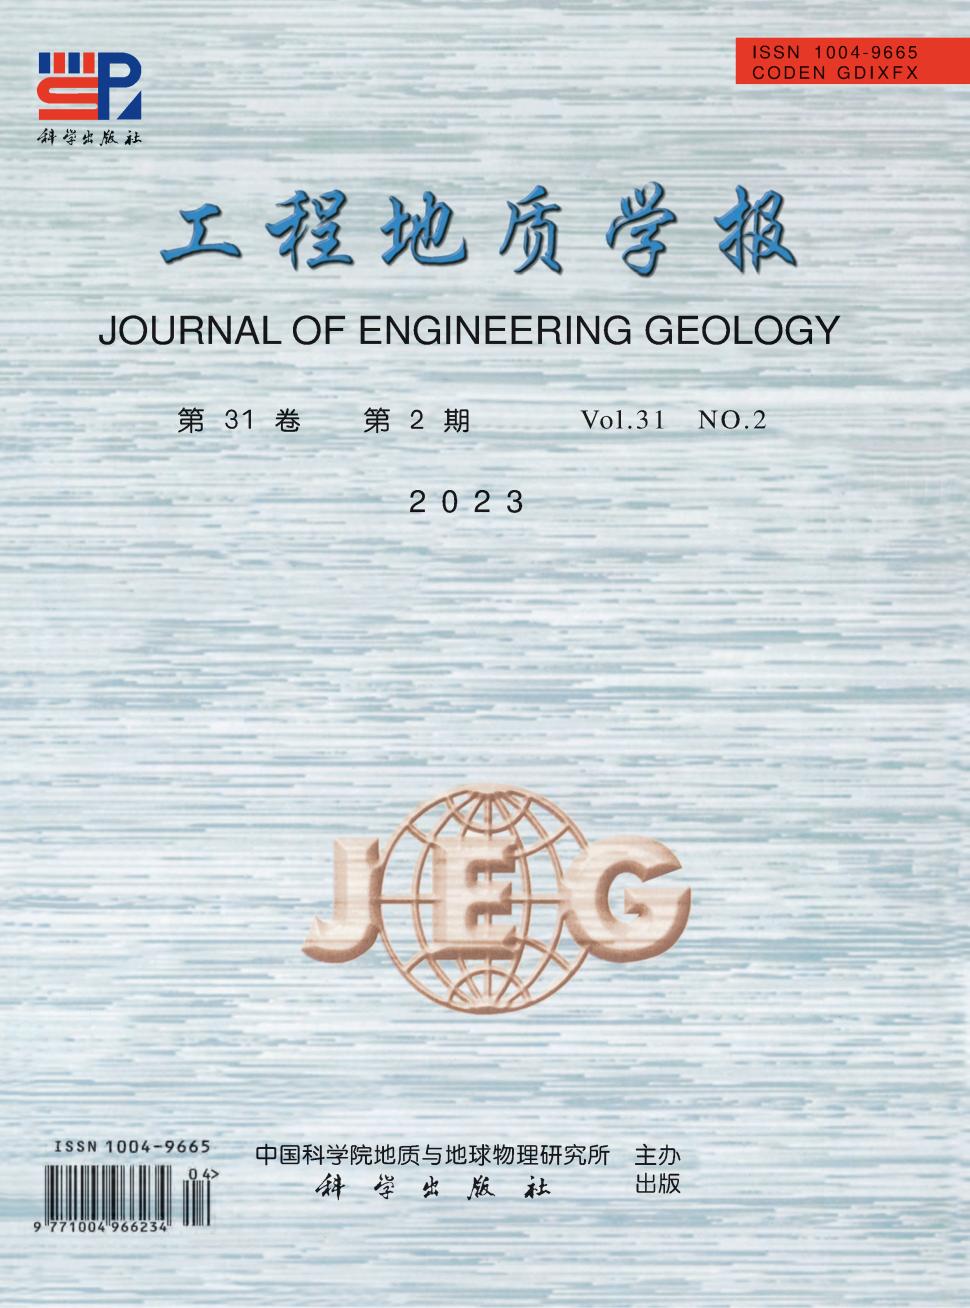 ISSN 1004-9665
CODEN GDIXFX
科学出版社
工程地质学报
JOURNAL OF ENGINEERING GEOLOGY
第 31 卷 第 2 期 Vol.31 NO.2
2023
JEG
ISSN 1004-9665
04>
9 771004 966234
中国科学院地质与地球物理研究所 主办
科学出版社 出版